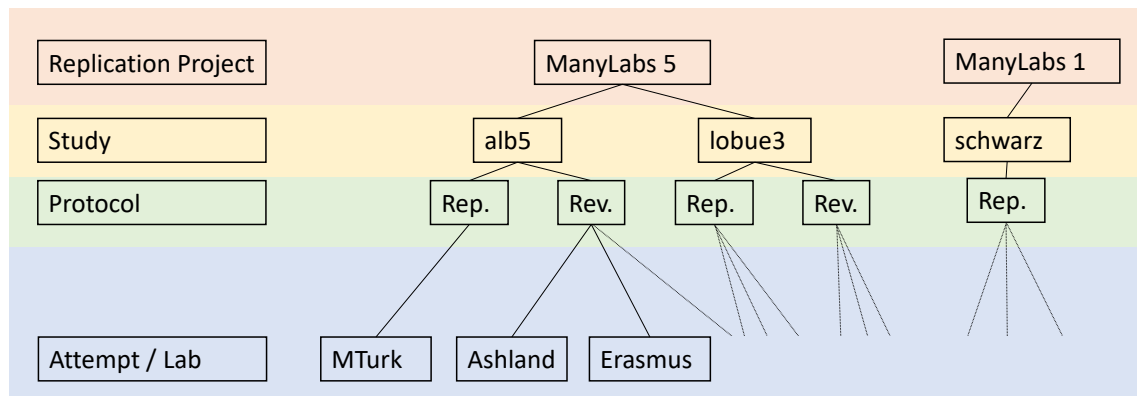 Replication Project
ManyLabs 5
ManyLabs 1
Study
alb5
lobue3
schwarz
Protocol
Rep.
Rev.
Rep.
Rev.
Rep.
Attempt / Lab
MTurk
Ashland
Erasmus